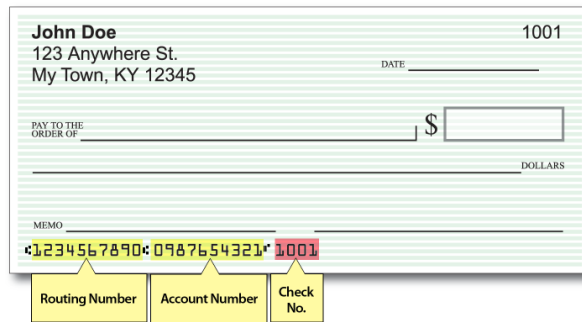 John Doe 1001
123 Anywhere St.
My Town, KY 12345
DATE
PAY TO THE
ORDER OF $
DOLLARS
MEMO
⑆1234567890⑆ 0987654321⑈ 1001
Routing Number Account Number Check
No.